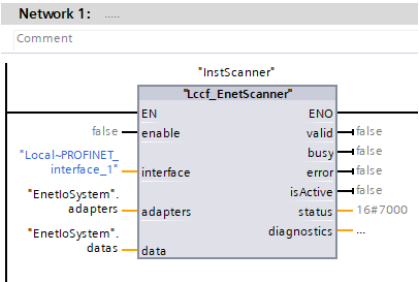 Network 1: .....
Comment
"InstScanner"
"Lccf_EnetScanner"
EN ENO
false enable valid false
busy false
"Local~PROFINET_
interface_1" interface error false
isActive false
"EnetIoSystem".
adapters adapters status 16#7000
diagnostics ...
"EnetIoSystem".
datas data